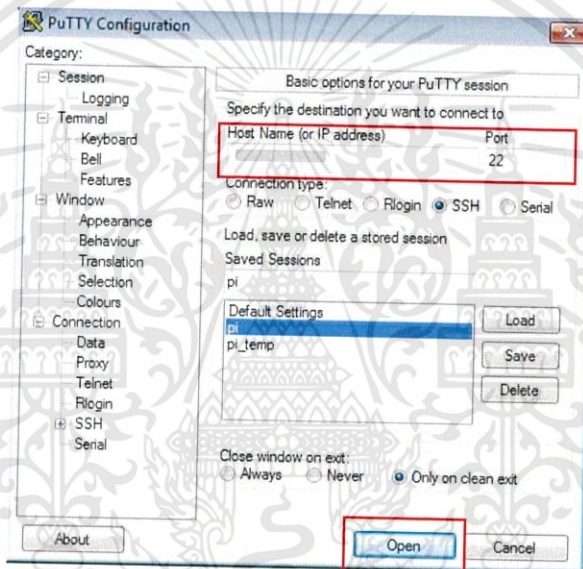 PuTTY Configuration
Category:
Session
Logging
Terminal
Keyboard
Bell
Features
Window
Appearance
Behaviour
Translation
Selection
Colours
Connection
Data
Proxy
Telnet
Rlogin
SSH
Serial
Basic options for your PuTTY session
Specify the destination you want to connect to
Host Name (or IP address) Port
22
Connection type:
Raw Telnet Rlogin SSH Serial
Load, save or delete a stored session
Saved Sessions
pi
Default Settings
pi
pi_temp
Load
Save
Delete
Close window on exit:
Always Never Only on clean exit
About
Open
Cancel